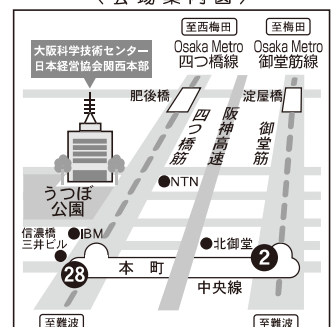 〈会場案内図〉
至西梅田
至梅田
Osaka Metro
四つ橋線
Osaka Metro
御堂筋線
大阪科学技術センター
日本経営協会関西本部
肥後橋
淀屋橋
四つ橋筋
阪神高速
御堂筋
●NTN
うつぼ
公園
信濃橋
三井ビル
●IBM
●北御堂
2
28
本町
中央線
至難波
至難波